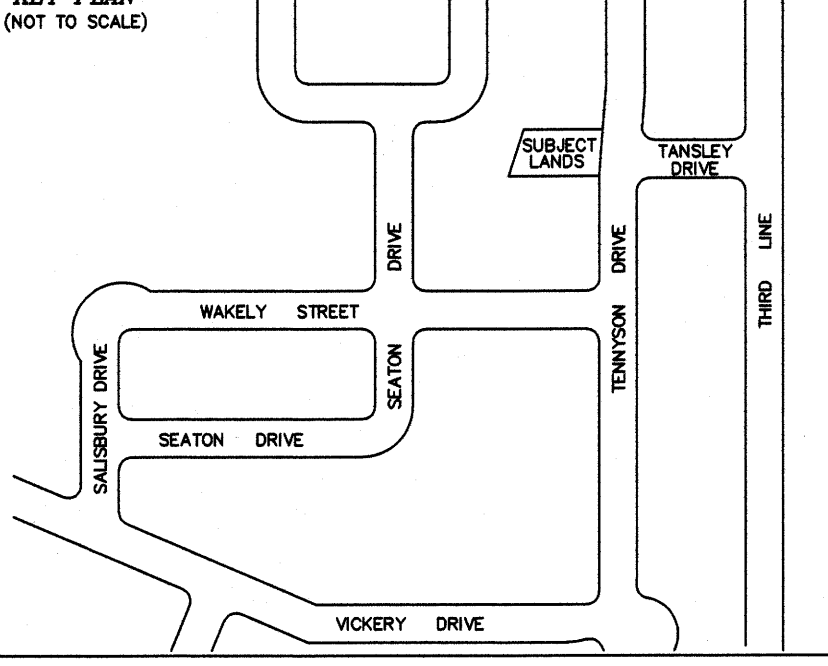 KEY PLAN
(NOT TO SCALE)
SUBJECT
LANDS
TANSLEY
DRIVE
DRIVE
DRIVE
THIRD LINE
WAKELY STREET
TENNYSON
SEATON
SALISBURY DRIVE
SEATON DRIVE
VICKERY DRIVE